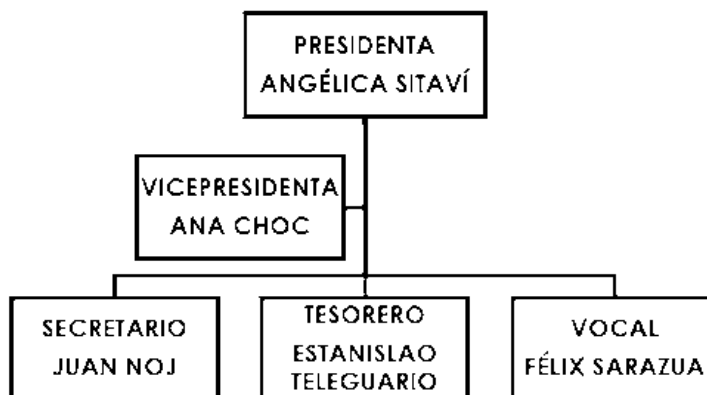 PRESIDENTA
ANGÉLICA SITAVÍ
VICEPRESIDENTA
ANA CHOC
SECRETARIO
JUAN NOJ
TESORERO
ESTANISLAO
TELEGUARIO
VOCAL
FÉLIX SARAZUA